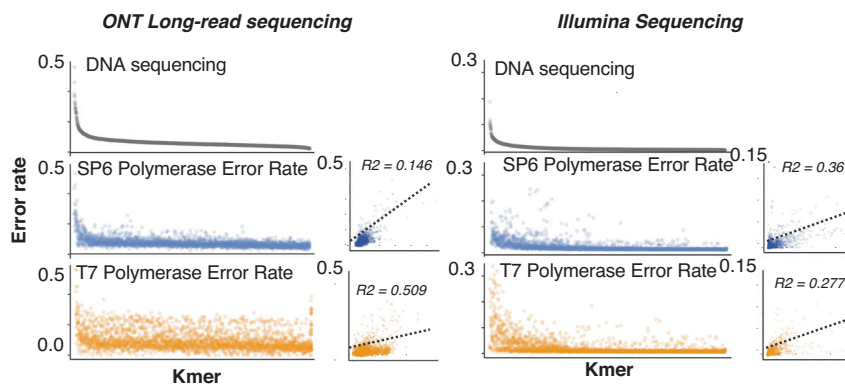 ONT Long-read sequencing
Illumina Sequencing
0.5
DNA sequencing
0.3
DNA sequencing
Error rate
0.5
SP6 Polymerase Error Rate
0.5
R2 = 0.146
0.3
SP6 Polymerase Error Rate
0.15
R2 = 0.36
T7 Polymerase Error Rate
0.5
0.5
R2 = 0.509
0.0
Kmer
T7 Polymerase Error Rate
0.3
0.15
R2 = 0.277
0
Kmer